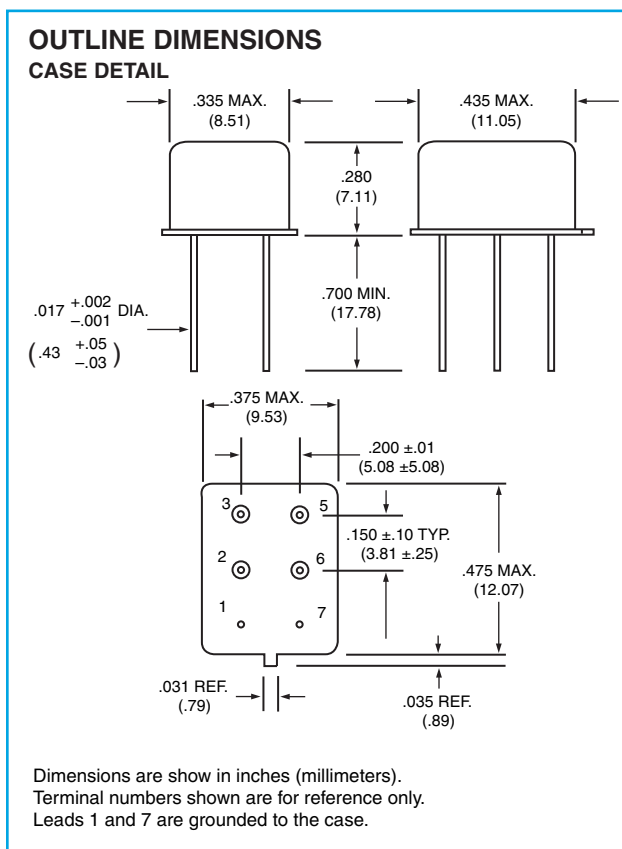 OUTLINE DIMENSIONS
CASE DETAIL
.335 MAX.
(8.51)
.435 MAX.
(11.05)
.280
(7.11)
.700 MIN.
(17.78)
.017 +.002 −.001 DIA.
(.43 +.05 −.03)
.375 MAX.
(9.53)
.200 ±.01
(5.08 ±5.08)
3
5
.150 ±.10 TYP.
(3.81 ±.25)
2
6
.475 MAX.
(12.07)
1
7
.031 REF.
(.79)
.035 REF.
(.89)
Dimensions are show in inches (millimeters).
Terminal numbers shown are for reference only.
Leads 1 and 7 are grounded to the case.